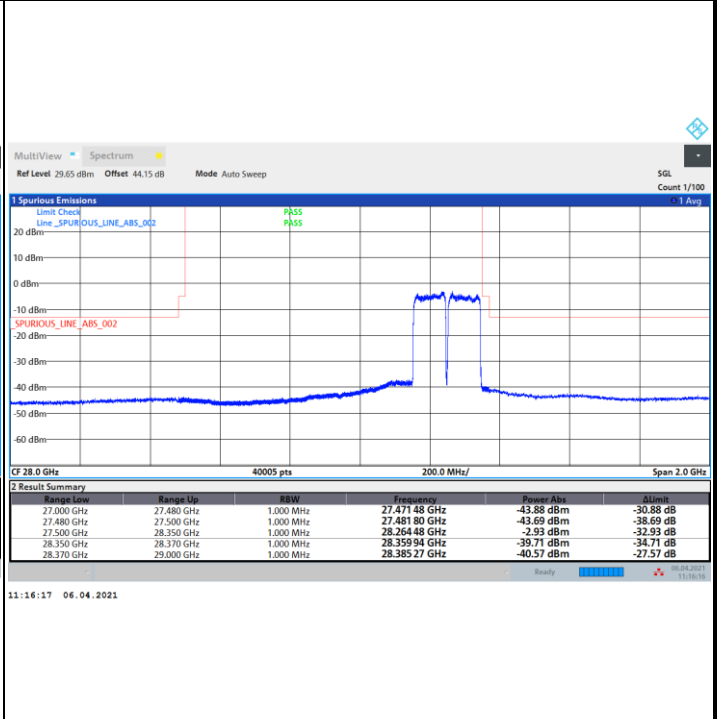 MultiView Spectrum
Ref Level 29.65 dBm Offset 44.15 dB Mode Auto Sweep SGL
Count 1/100
1 Spurious Emissions 1 Avg
Limit Check PASS
Line _SPURIOUS_LINE_ABS_002 PASS
20 dBm
10 dBm
0 dBm
-10 dBm
_SPURIOUS_LINE_ABS_002
-20 dBm
-30 dBm
-40 dBm
-50 dBm
-60 dBm
CF 28.0 GHz 40005 pts 200.0 MHz/ Span 2.0 GHz
2 Result Summary
Range Low Range Up RBW Frequency Power Abs ΔLimit
27.000 GHz 27.480 GHz 1.000 MHz 27.471 48 GHz -43.88 dBm -30.88 dB
27.480 GHz 27.500 GHz 1.000 MHz 27.481 80 GHz -43.69 dBm -38.69 dB
27.500 GHz 28.350 GHz 1.000 MHz 28.264 48 GHz -2.93 dBm -32.93 dB
28.350 GHz 28.370 GHz 1.000 MHz 28.359 94 GHz -39.71 dBm -34.71 dB
28.370 GHz 29.000 GHz 1.000 MHz 28.385 27 GHz -40.57 dBm -27.57 dB
Ready 06.04.2021
11:16:16
11:16:17 06.04.2021